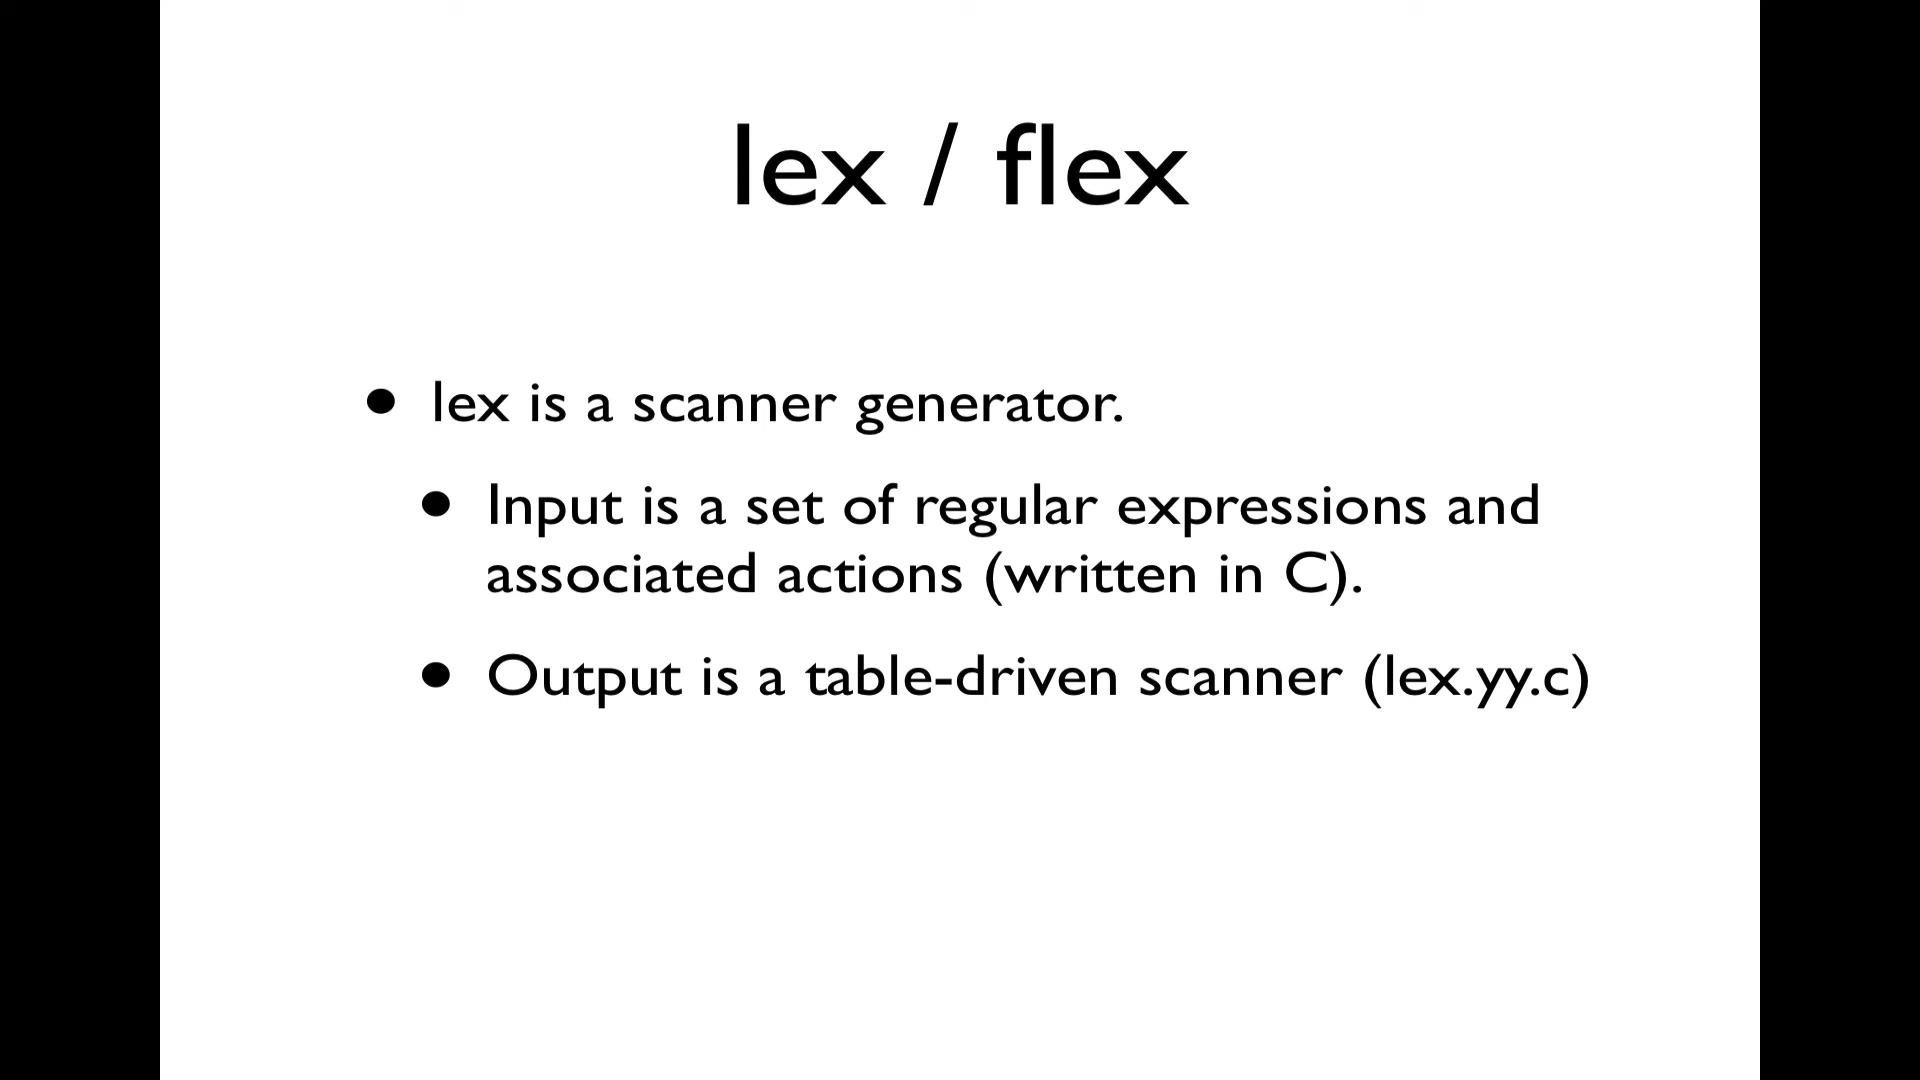 lex / flex
• lex is a scanner generator.
• Input is a set of regular expressions and
associated actions (written in C).
• Output is a table-driven scanner (lex.yy.c)